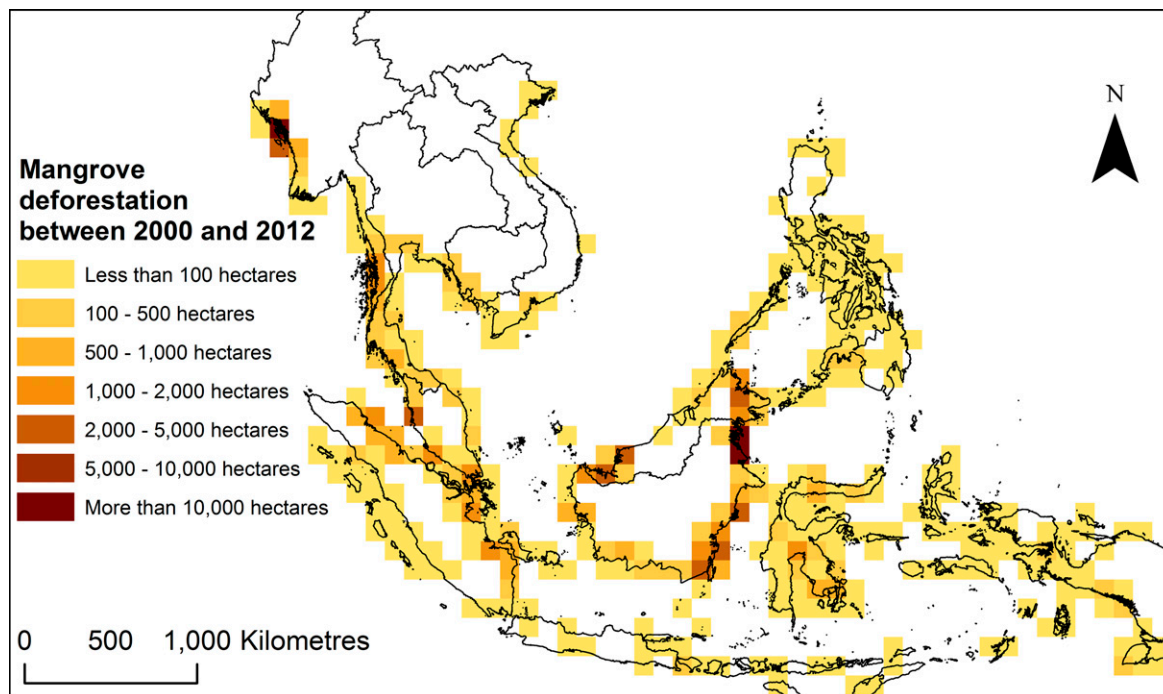 N
Mangrove
deforestation
between 2000 and 2012
Less than 100 hectares
100 - 500 hectares
500 - 1,000 hectares
1,000 - 2,000 hectares
2,000 - 5,000 hectares
5,000 - 10,000 hectares
More than 10,000 hectares
0 500 1,000 Kilometres